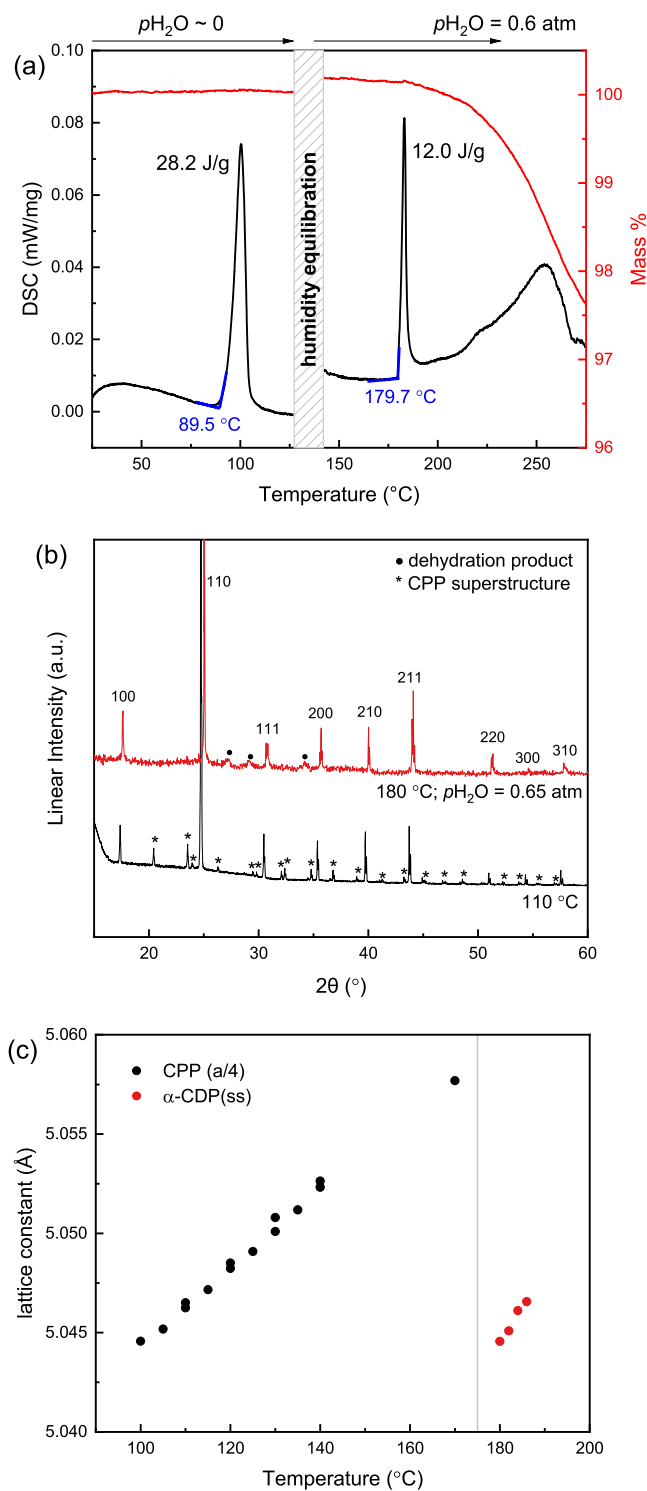 pH₂O ~ 0
pH₂O = 0.6 atm
(a)
0.10
0.08
0.06
0.04
0.02
0.00
DSC (mW/mg)
28.2 J/g
89.5 °C
humidity equilibration
12.0 J/g
179.7 °C
100
99
98
97
96
Mass %
50
100
150
200
250
Temperature (°C)
(b)
• dehydration product
* CPP superstructure
Linear Intensity (a.u.)
100
110
111
200
210
211
220
300
310
180 °C; pH₂O = 0.65 atm
110 °C
20
30
40
50
60
2θ (°)
(c)
5.060
5.055
5.050
5.045
5.040
lattice constant (Å)
CPP (a/4)
α-CDP(ss)
100
120
140
160
180
200
Temperature (°C)